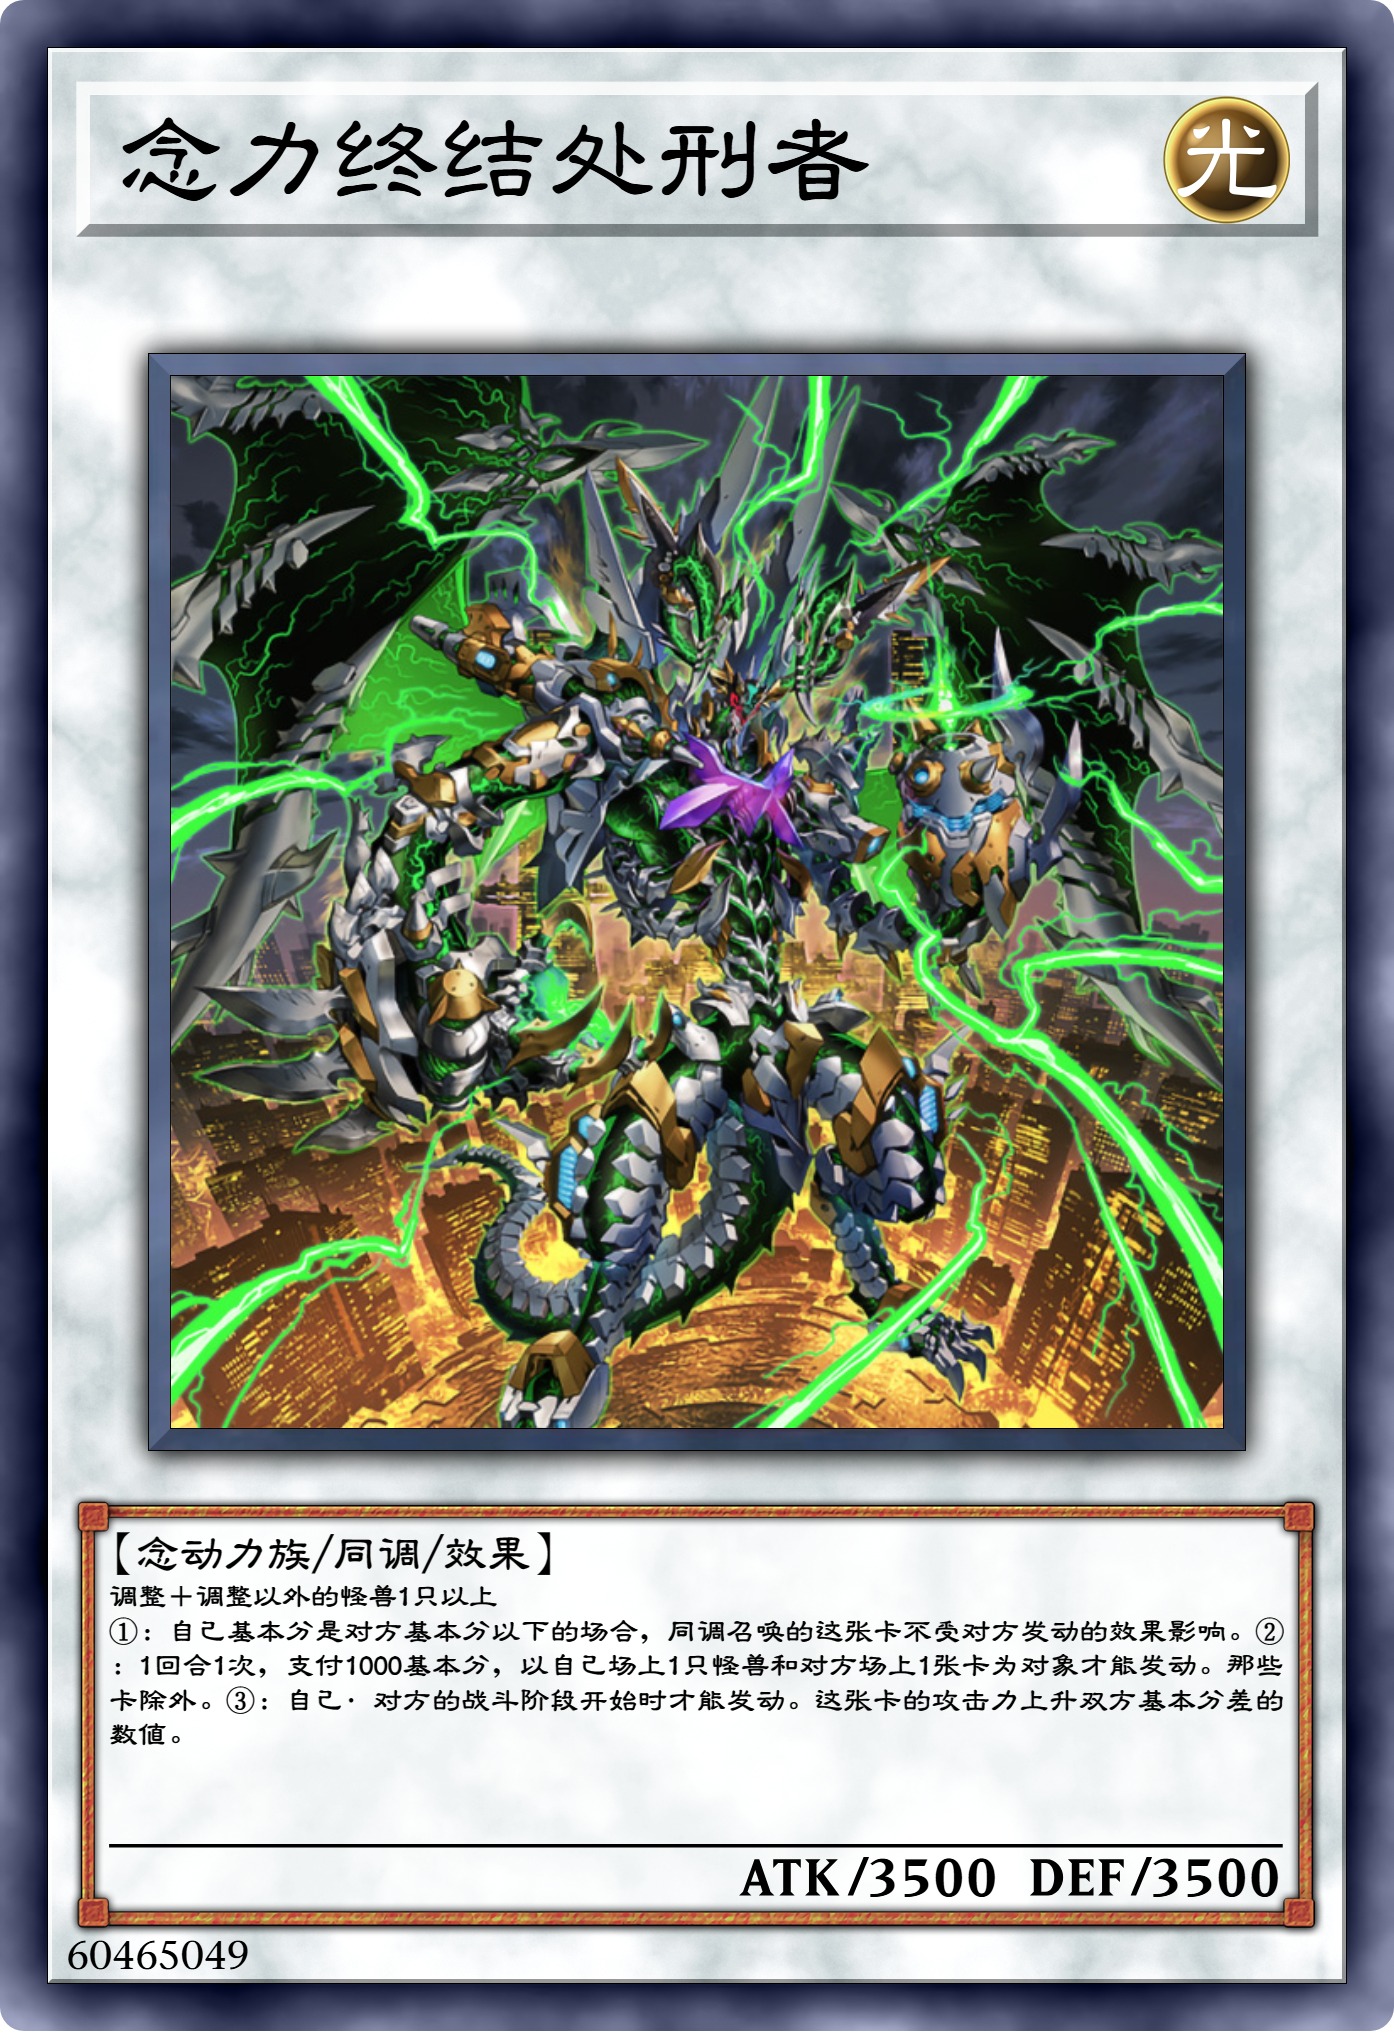 念力终结处刑者
光
【念动力族/同调/效果】
调整＋调整以外的怪兽1只以上
①：自己基本分是对方基本分以下的场合，同调召唤的这张卡不受对方发动的效果影响。②
：1回合1次，支付1000基本分，以自己场上1只怪兽和对方场上1张卡为对象才能发动。那些
卡除外。③：自己·对方的战斗阶段开始时才能发动。这张卡的攻击力上升双方基本分差的
数値。
ATK/3500 DEF/3500
60465049